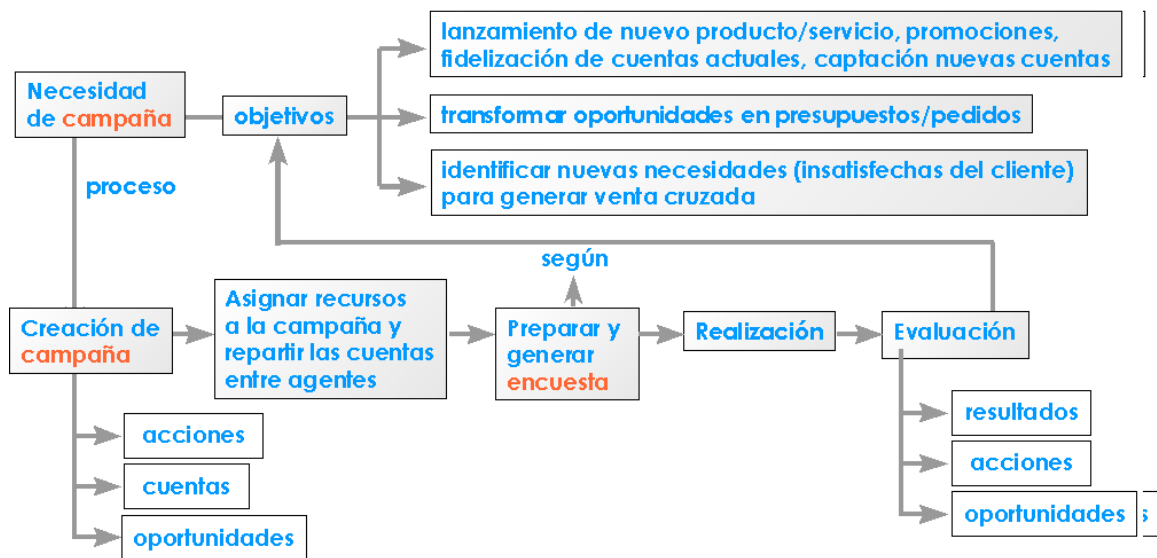 lanzamiento de nuevo producto/servicio, promociones,
fidelización de cuentas actuales, captación nuevas cuentas
Necesidad
de campaña
objetivos
transformar oportunidades en presupuestos/pedidos
identificar nuevas necesidades (insatisfechas del cliente)
para generar venta cruzada
proceso
según
Creación de
campaña
Asignar recursos
a la campaña y
repartir las cuentas
entre agentes
Preparar y
generar
encuesta
Realización
Evaluación
acciones
cuentas
oportunidades
resultados
acciones
oportunidades
s